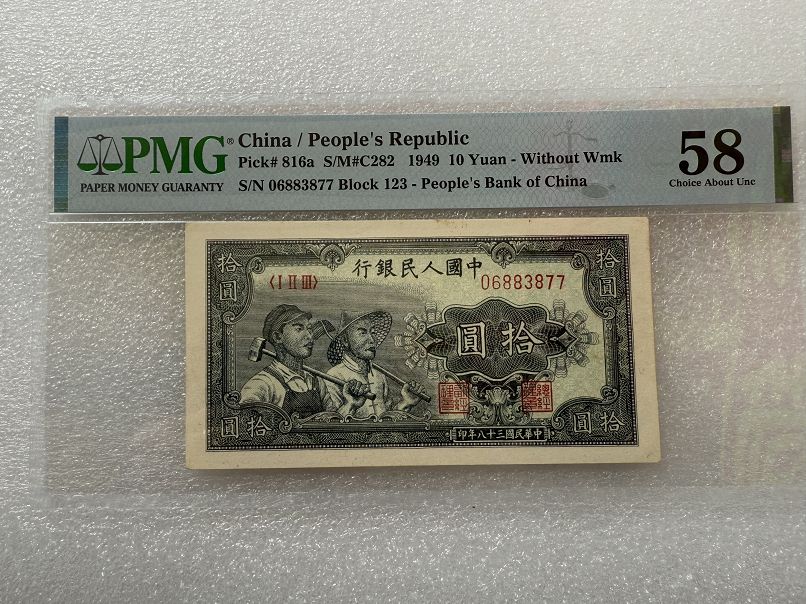 PMG®
PAPER MONEY GUARANTY
China / People's Republic
Pick# 816a S/M#C282 1949 10 Yuan - Without Wmk
S/N 06883877 Block 123 - People's Bank of China
58
Choice About Unc
行銀民人國中
拾圓
拾圓
〈I II III〉
06883877
圓拾
圓拾
圓拾
印年八十三國民華中